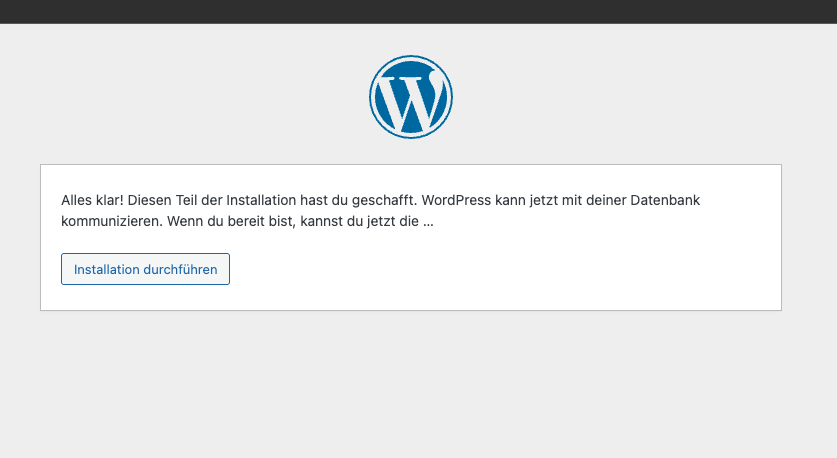 Alles klar! Diesen Teil der Installation hast du geschafft. WordPress kann jetzt mit deiner Datenbank
kommunizieren. Wenn du bereit bist, kannst du jetzt die …
Installation durchführen